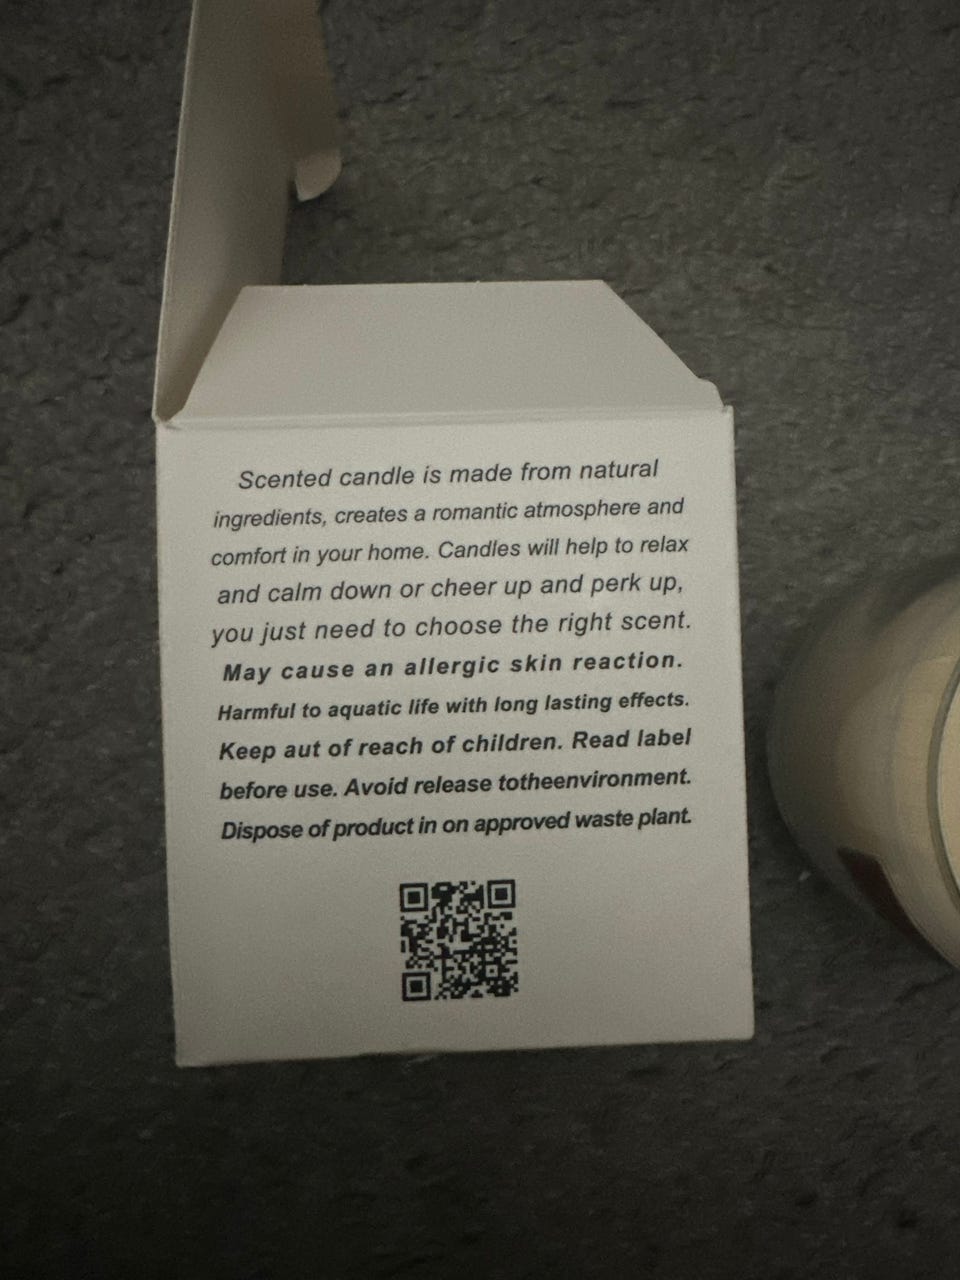 Scented candle is made from natural
ingredients, creates a romantic atmosphere and
comfort in your home. Candles will help to relax
and calm down or cheer up and perk up,
you just need to choose the right scent.
May cause an allergic skin reaction.
Harmful to aquatic life with long lasting effects.
Keep aut of reach of children. Read label
before use. Avoid release totheenvironment.
Dispose of product in on approved waste plant.